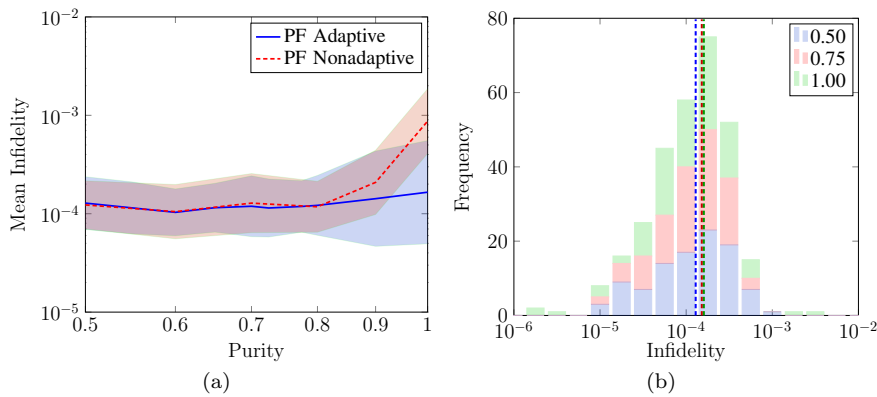 PF Adaptive
PF Nonadaptive
10^{-2}
10^{-3}
10^{-4}
10^{-5}
Mean Infidelity
0.5 0.6 0.7 0.8 0.9 1
Purity
(a)
0.50
0.75
1.00
80
60
40
20
0
Frequency
10^{-6} 10^{-5} 10^{-4} 10^{-3} 10^{-2}
Infidelity
(b)